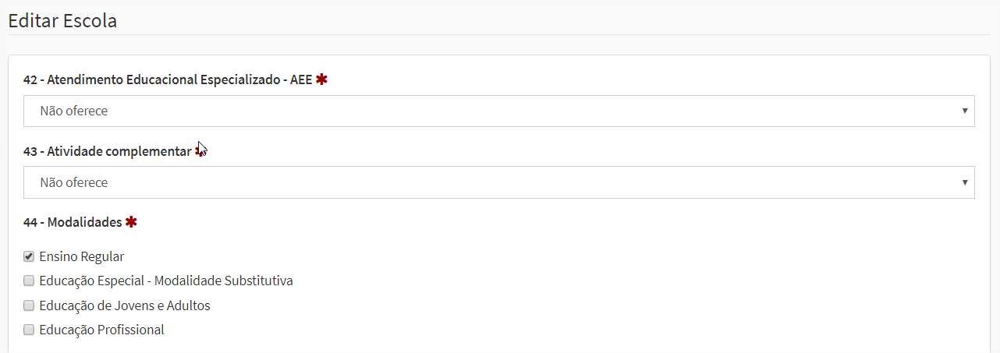 Editar Escola
42 - Atendimento Educacional Especializado - AEE ✱
Não oferece
43 - Atividade complementar ✱
Não oferece
44 - Modalidades ✱
Ensino Regular
Educação Especial - Modalidade Substitutiva
Educação de Jovens e Adultos
Educação Profissional